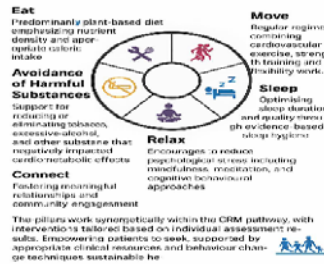 Eat
Predominantly plant-based diet
emphasizing nutrient
density and apor-
opriate caloric
intake
Avoidance
of Harmful
Substances
Support for
reducing or
eliminating tobacco,
excessive-alcohol,
and other substance that
negatively impacted
cardiometabolic effects
Connect
Fostering meaningful
relationships and
community engagesment
Move
Regular regime
combining
cardiovascular
exercise, streng
th training and
flexibility work.
Sleep
Optimising
sleep duration
and quality throu
gh evidence-based
sleep hygiene
Relax
Encourages to reduce
psychological stress including
mindfulness, meditation, and
cognitive behavioural
approaches
The pillars work synergetically within the CRM pathway, with
interventions tailored based on individual assessment re-
sults. Empowering patients to seek, supported by
appropriate clinical resources and behaviour chan-
ge techniques sustainable he